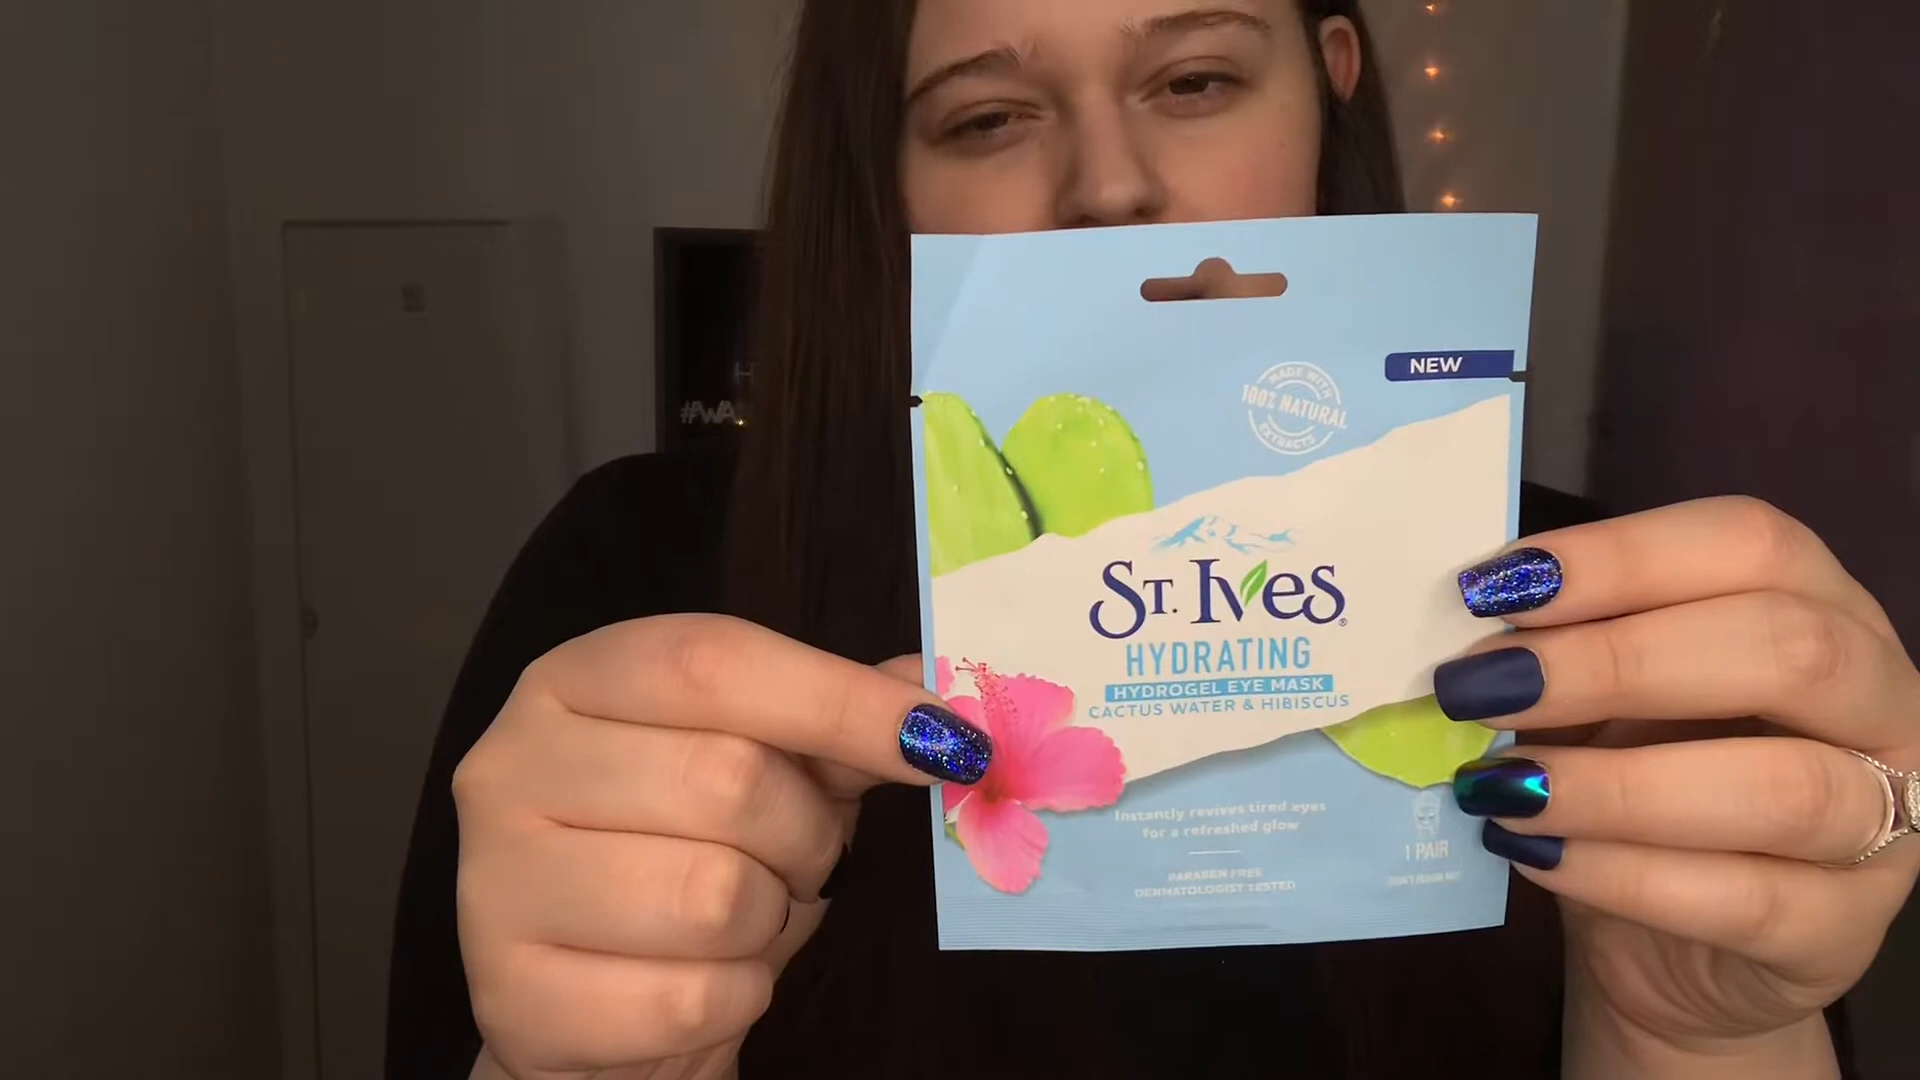 NEW
MADE WITH
100% NATURAL
EXTRACTS
ST. IVES®
HYDRATING
HYDROGEL EYE MASK
CACTUS WATER & HIBISCUS
Instantly revives tired eyes
for a refreshed glow
PARABEN FREE
DERMATOLOGIST TESTED
1 PAIR